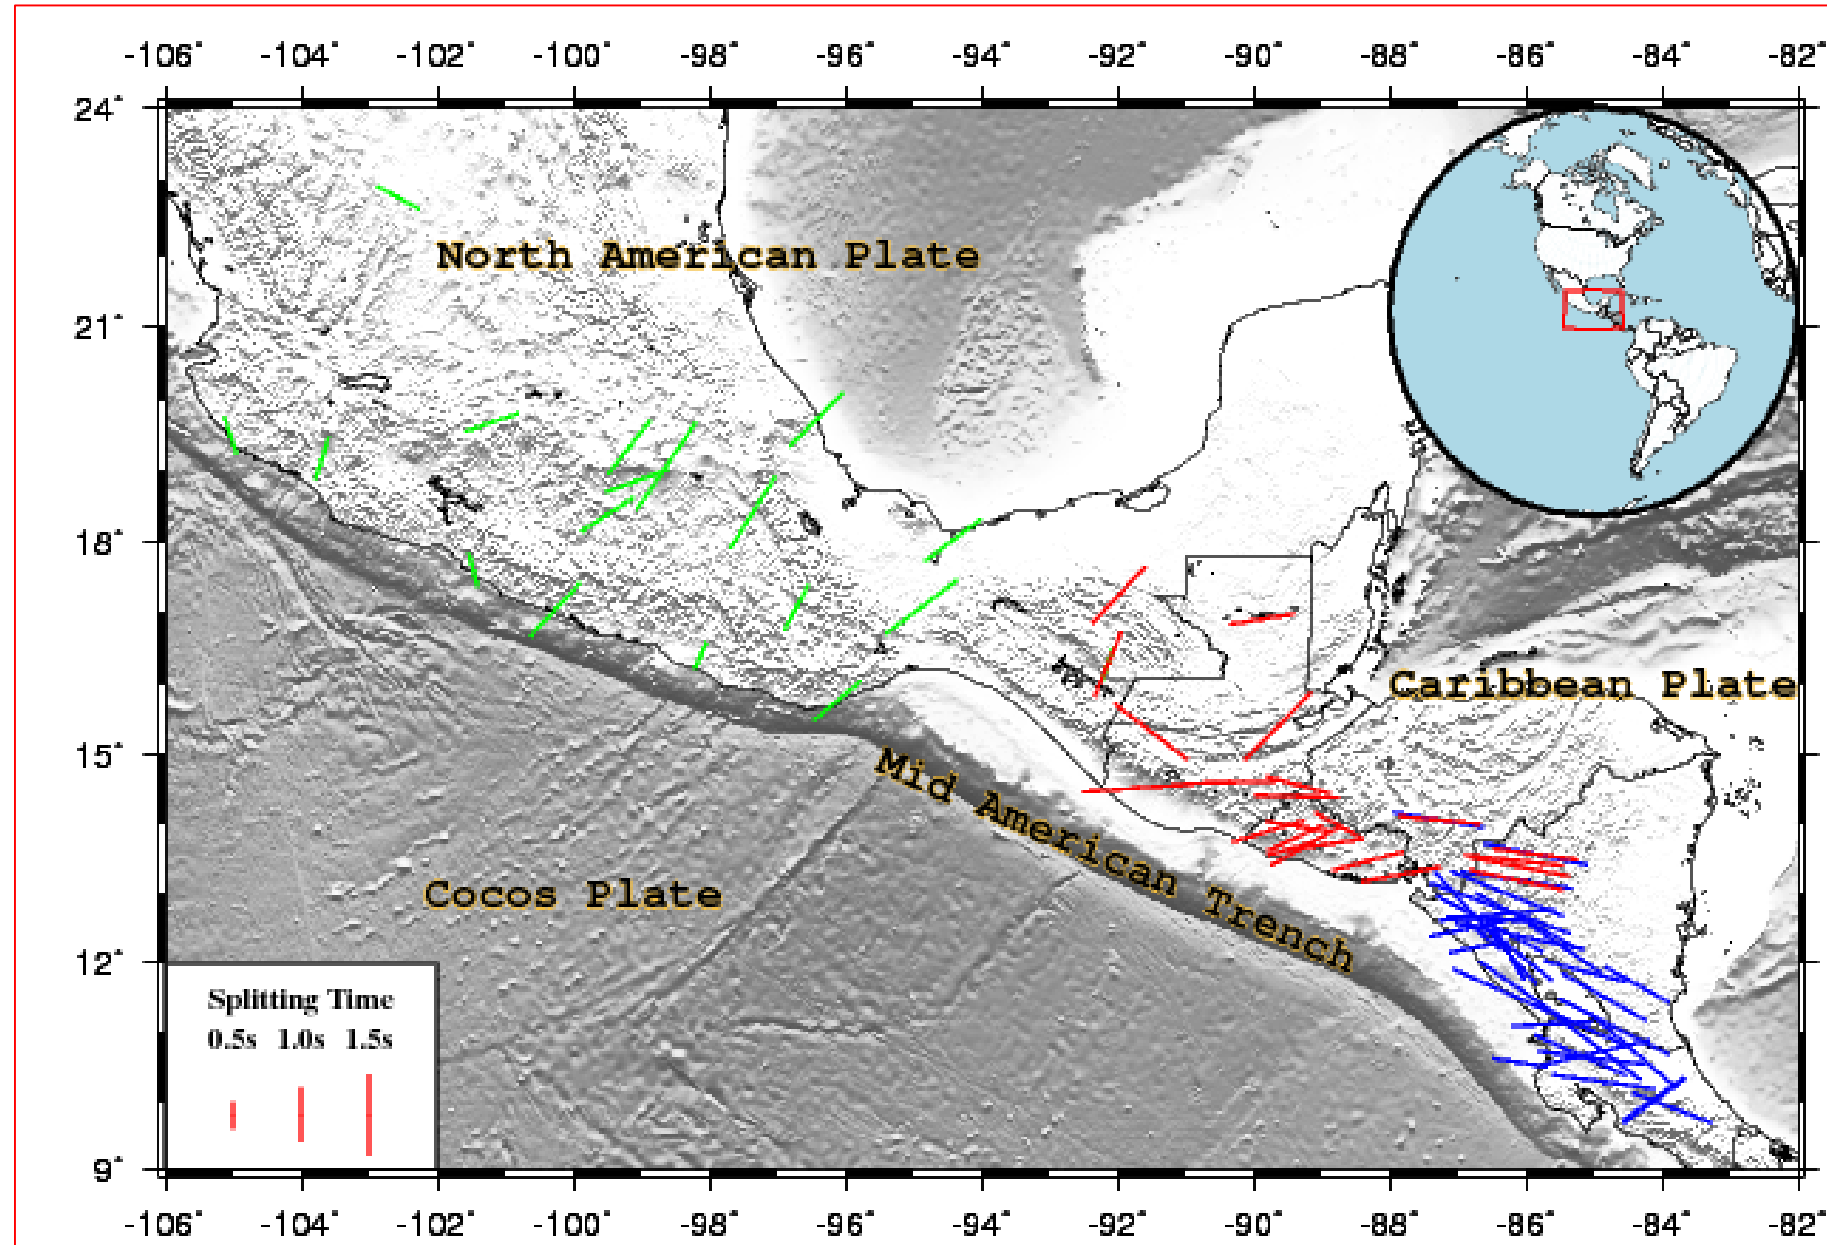 -106° -104° -102° -100° -98° -96° -94° -92° -90° -88° -86° -84° -82°
24°
North American Plate
21°
18°
Caribbean Plate
15°
Mid American Trench
Cocos Plate
12°
Splitting Time
0.5s 1.0s 1.5s
9°
-106° -104° -102° -100° -98° -96° -94° -92° -90° -88° -86° -84° -82°